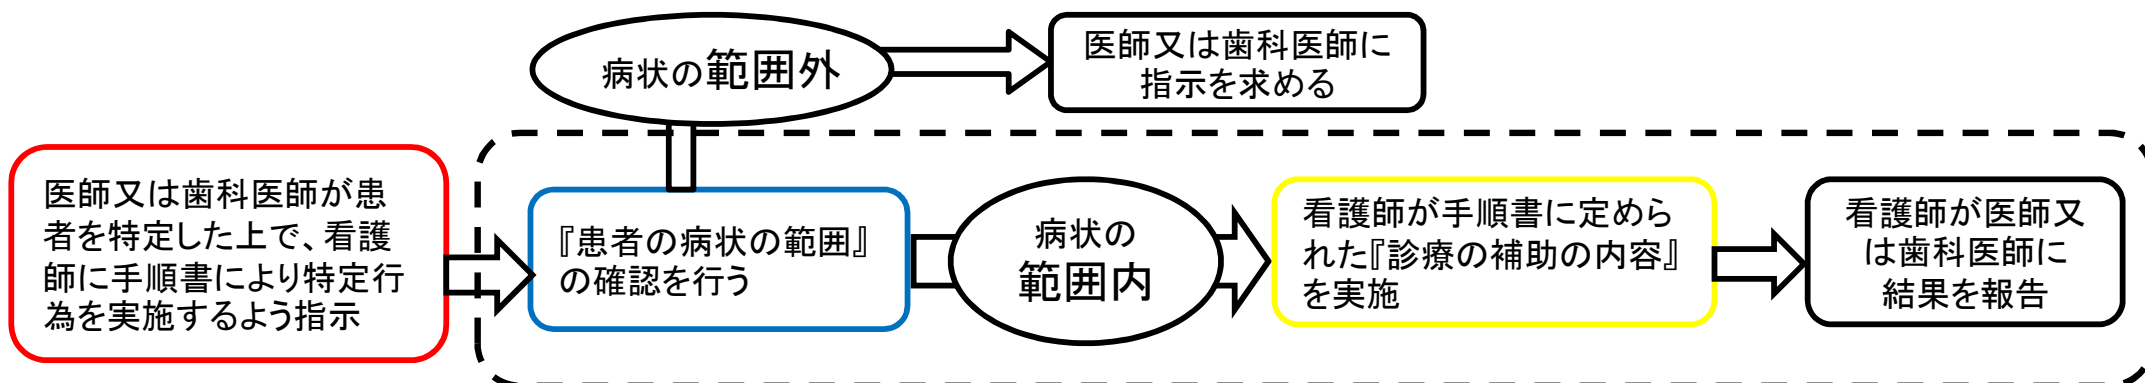 病状の範囲外
医師又は歯科医師に
指示を求める
医師又は歯科医師が患
者を特定した上で、看護
師に手順書により特定行
為を実施するよう指示
『患者の病状の範囲』
の確認を行う
病状の
範囲内
看護師が手順書に定めら
れた『診療の補助の内容』
を実施
看護師が医師又
は歯科医師に
結果を報告